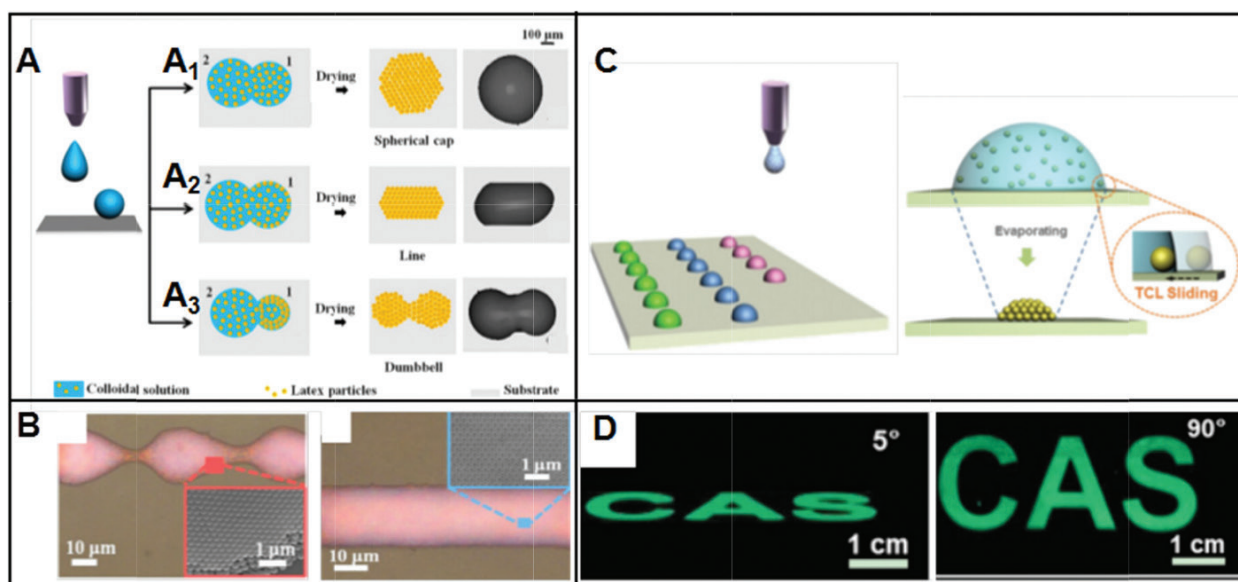 A
A1
2
1
Drying
100 μm
Spherical cap
A2
2
1
Drying
Line
A3
2
1
Drying
Dumbbell
Colloidal solution
Latex particles
Substrate
C
Evaporating
TCL Sliding
B
10 μm
1 μm
10 μm
1 μm
D
5°
CAS
1 cm
90°
CAS
1 cm